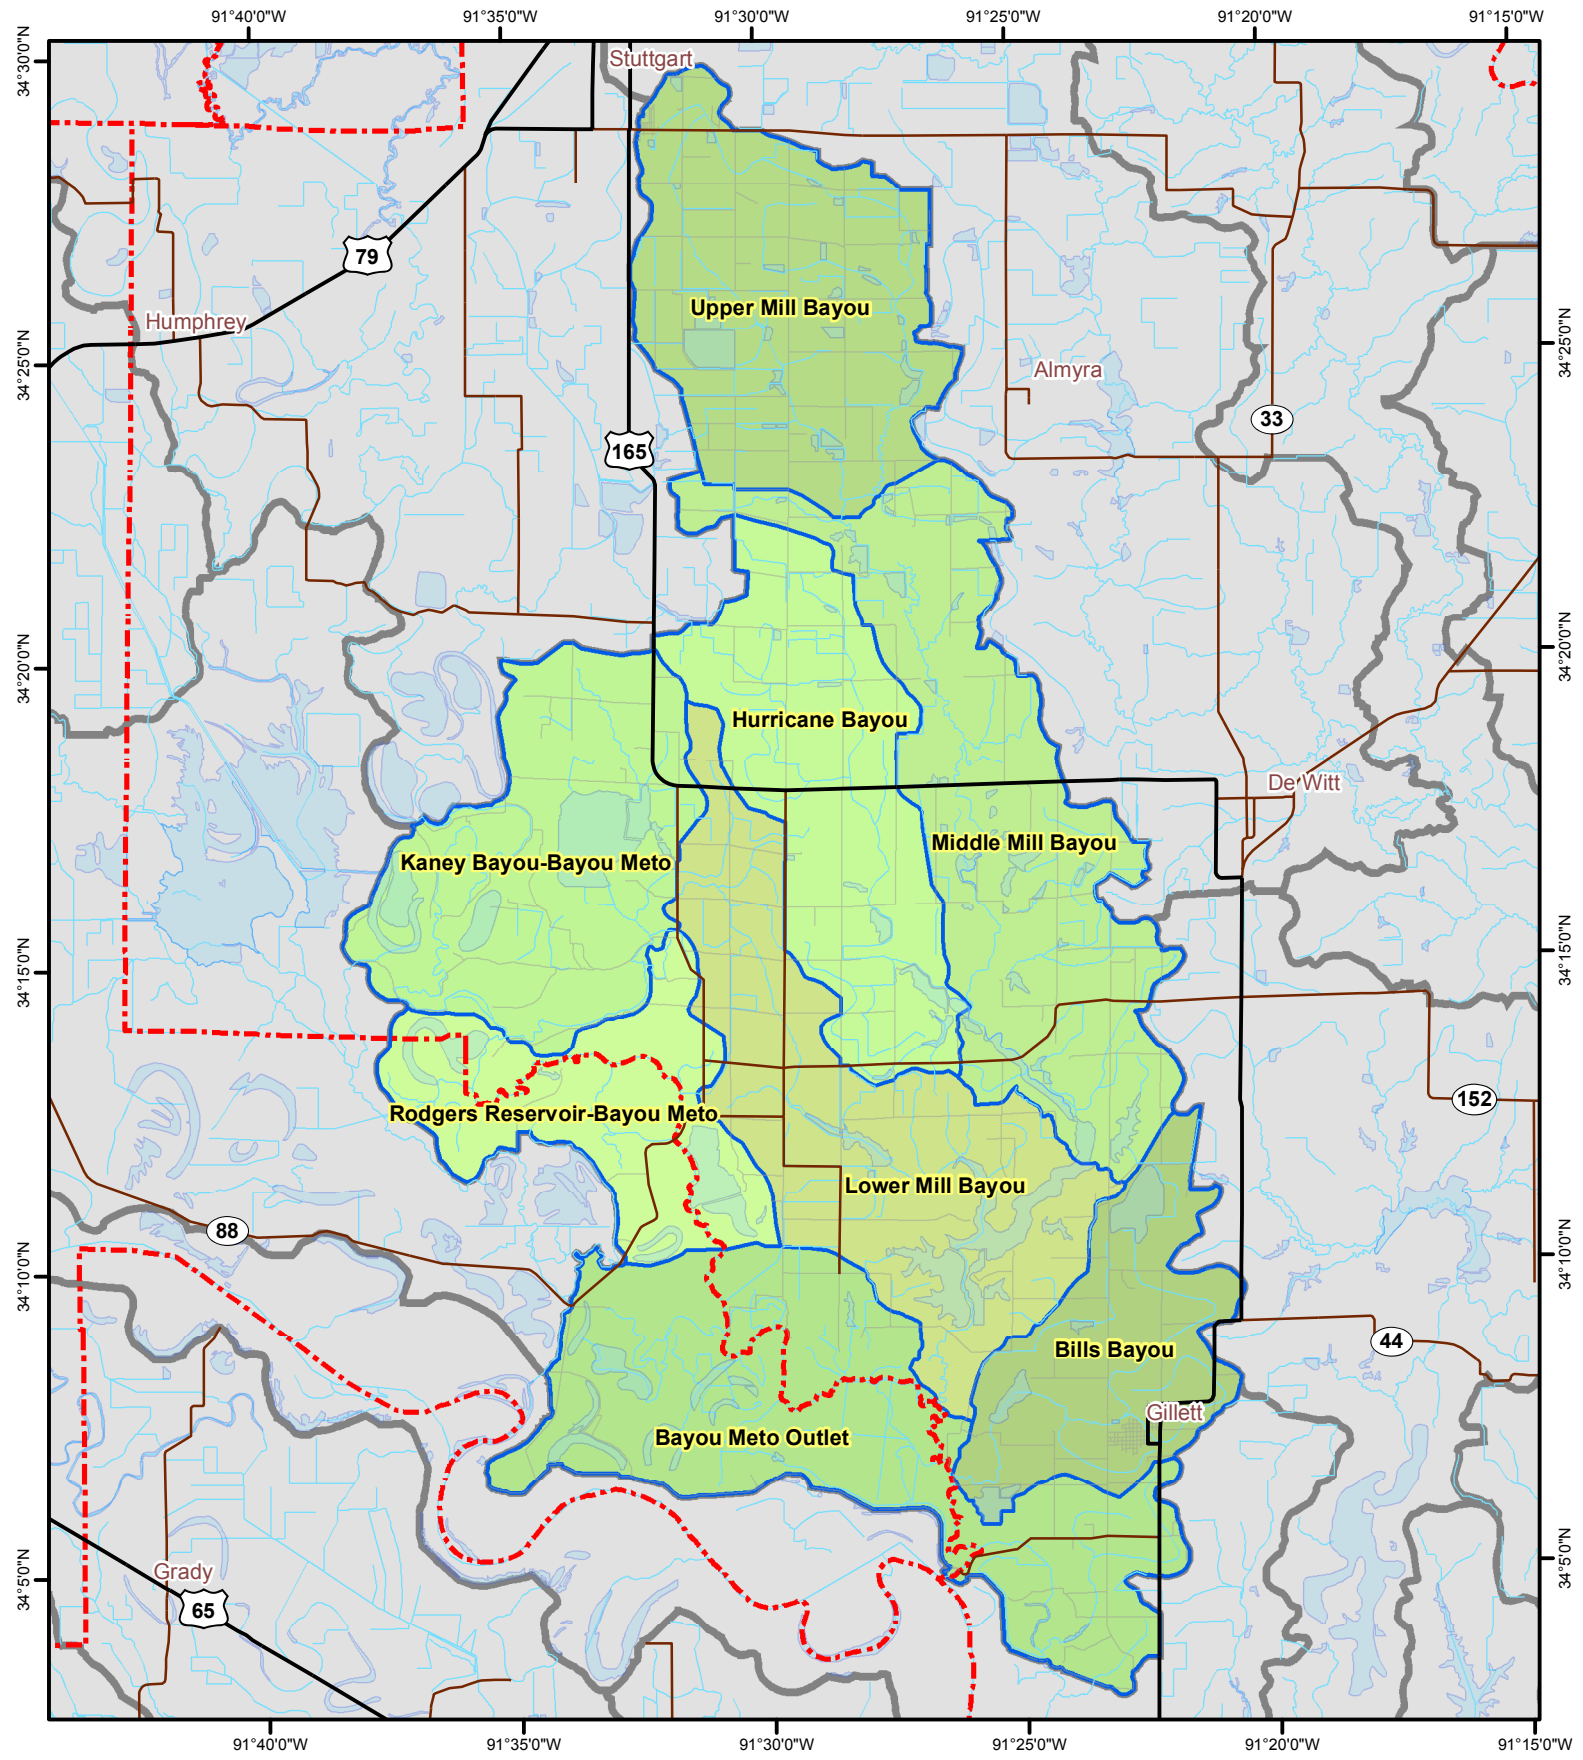 91°40'0"W
91°35'0"W
91°30'0"W
91°25'0"W
91°20'0"W
91°15'0"W
34°30'0"N
Stuttgart
79
Humphrey
Upper Mill Bayou
34°25'0"N
34°25'0"N
Almyra
33
165
34°20'0"N
34°20'0"N
Hurricane Bayou
De Witt
Middle Mill Bayou
Kaney Bayou-Bayou Meto
34°15'0"N
34°15'0"N
152
Rodgers Reservoir-Bayou Meto
Lower Mill Bayou
88
34°10'0"N
34°10'0"N
44
Bills Bayou
Gillett
Bayou Meto Outlet
34°5'0"N
34°5'0"N
Grady
65
91°40'0"W
91°35'0"W
91°30'0"W
91°25'0"W
91°20'0"W
91°15'0"W